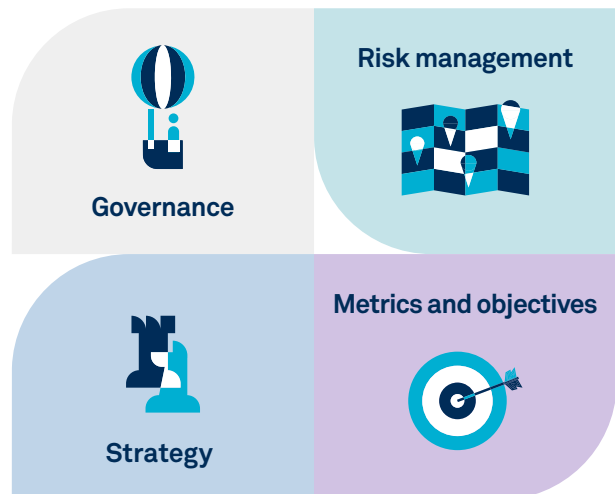 Governance
Risk management
Strategy
Metrics and objectives